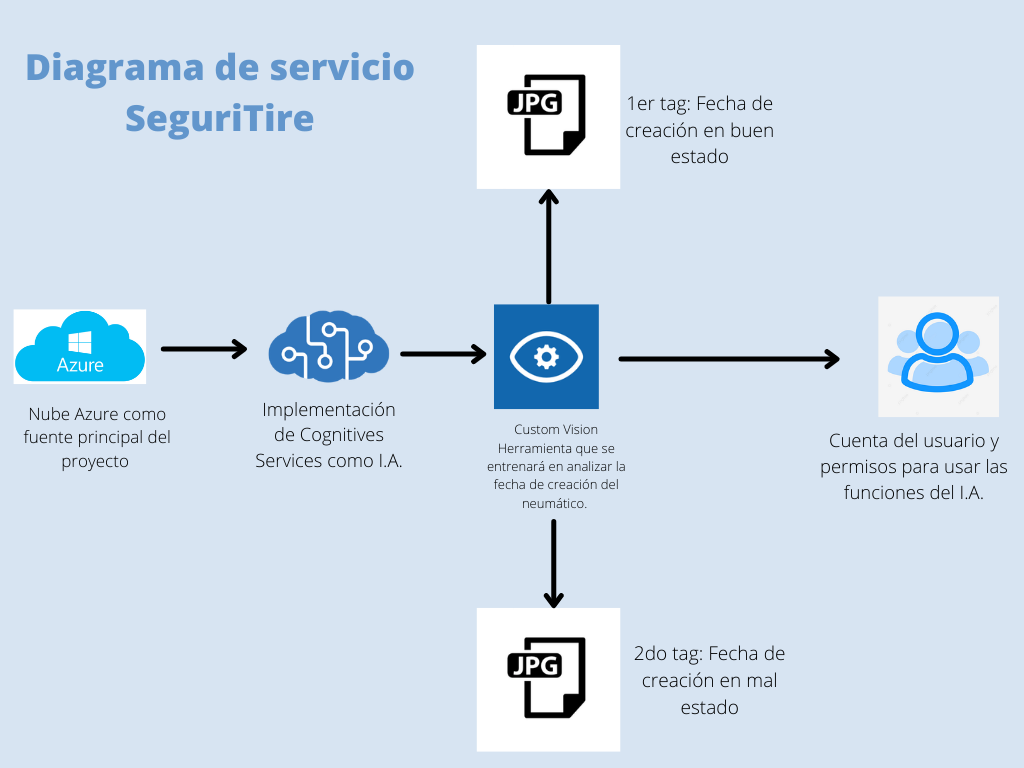 Diagrama de servicio
SeguriTire
JPG
1er tag: Fecha de
creación en buen
estado
Azure
Nube Azure como
fuente principal del
proyecto
Implementación
de Cognitives
Services como I.A.
Custom Vision
Herramienta que se
entrenará en analizar la
fecha de creación del
neumático.
Cuenta del usuario y
permisos para usar las
funciones del I.A.
JPG
2do tag: Fecha de
creación en mal
estado